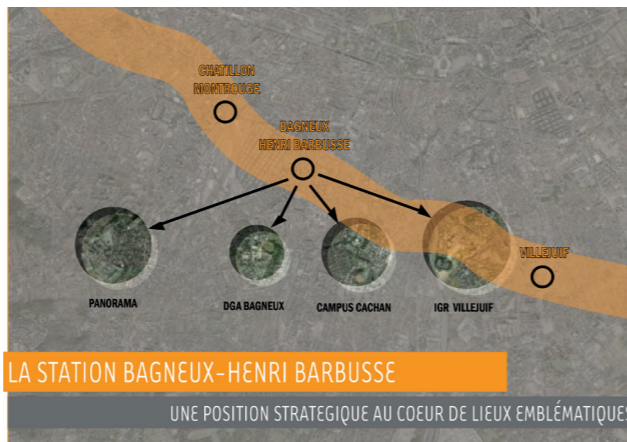 CHATILLON
MONTROUGE
BAGNEUX
HENRI BARBUSSE
VILLEJUIF
PANORAMA
DGA BAGNEUX
CAMPUS CACHAN
IGR VILLEJUIF
LA STATION BAGNEUX-HENRI BARBUSSE
UNE POSITION STRATEGIQUE AU COEUR DE LIEUX EMBLÉMATIQUES